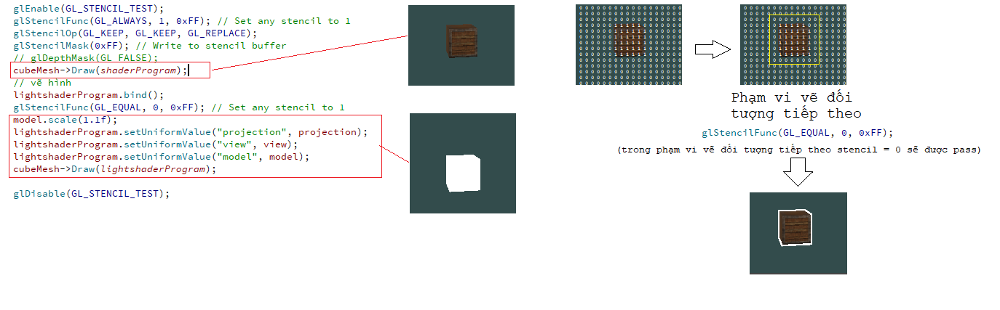 glEnable(GL_STENCIL_TEST);
glStencilFunc(GL_ALWAYS, 1, 0xFF); // Set any stencil to 1
glStencilOp(GL_KEEP, GL_KEEP, GL_REPLACE);
glStencilMask(0xFF); // Write to stencil buffer
// glDepthMask(GL_FALSE);
cubeMesh->Draw(shaderProgram);
// vẽ hình
lightshaderProgram.bind();
glStencilFunc(GL_EQUAL, 0, 0xFF); // Set any stencil to 1
model.scale(1.1f);
lightshaderProgram.setUniformValue("projection", projection);
lightshaderProgram.setUniformValue("view", view);
lightshaderProgram.setUniformValue("model", model);
cubeMesh->Draw(lightshaderProgram);
glDisable(GL_STENCIL_TEST);
Phạm vi vẽ đối
tượng tiếp theo
glStencilFunc(GL_EQUAL, 0, 0xFF);
(trong phạm vi vẽ đối tượng tiếp theo stencil = 0 sẽ được pass)